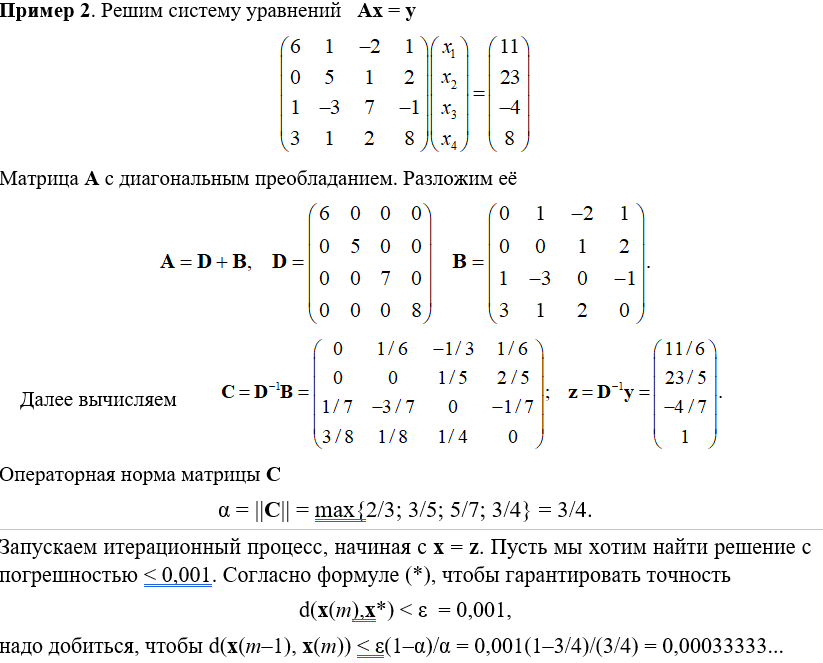 Пример 2. Решим систему уравнений Ax = y
6 1 –2 1 x1 11
0 5 1 2 x2 23
1 –3 7 –1 x3 = –4
3 1 2 8 x4 8
Матрица A с диагональным преобладанием. Разложим её
6 0 0 0 0 1 –2 1
0 5 0 0 0 0 1 2
A = D + B, D = 0 0 7 0 B = 1 –3 0 –1 .
0 0 0 8 3 1 2 0
0 1/6 –1/3 1/6 11/6
0 0 1/5 2/5 23/5
Далее вычисляем C = D⁻¹B = 1/7 –3/7 0 –1/7 ; z = D⁻¹y = –4/7 .
3/8 1/8 1/4 0 1
Операторная норма матрицы C
α = ||C|| = max{2/3; 3/5; 5/7; 3/4} = 3/4.
Запускаем итерационный процесс, начиная с x = z. Пусть мы хотим найти решение с
погрешностью < 0,001. Согласно формуле (*), чтобы гарантировать точность
d(x(m),x*) < ε = 0,001,
надо добиться, чтобы d(x(m–1), x(m)) < ε(1–α)/α = 0,001(1–3/4)/(3/4) = 0,00033333...